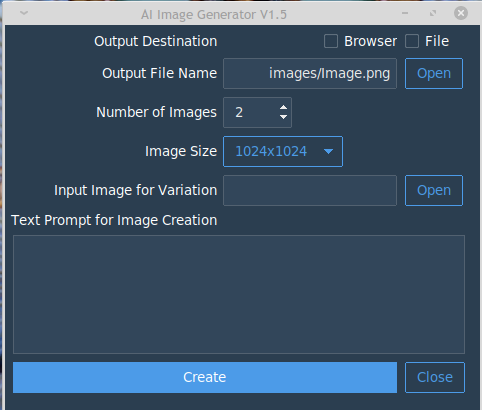 AI Image Generator V1.5
Output Destination Browser File
Output File Name images/Image.png Open
Number of Images 2
Image Size 1024x1024
Input Image for Variation Open
Text Prompt for Image Creation
Create Close